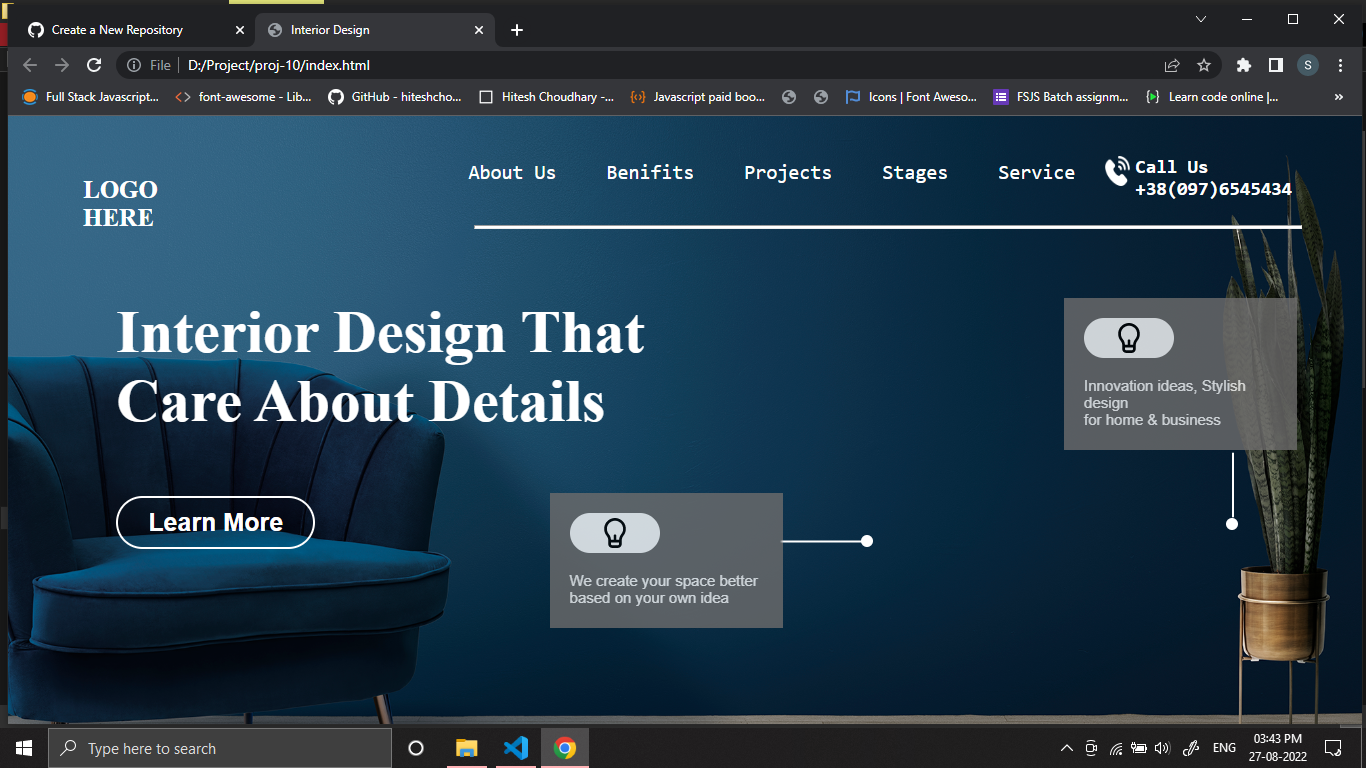 Create a New Repository
Interior Design
File
D:/Project/proj-10/index.html
S
Full Stack Javascript...
font-awesome - Lib...
GitHub - hiteshcho...
Hitesh Choudhary -...
Javascript paid boo...
Icons | Font Aweso...
FSJS Batch assignm...
Learn code online |...
»
LOGO
HERE
About Us
Benifits
Projects
Stages
Service
Call Us
+38(097)6545434
Interior Design That
Care About Details
Learn More
Innovation ideas, Stylish
design
for home & business
We create your space better
based on your own idea
Type here to search
ENG
03:43 PM
27-08-2022